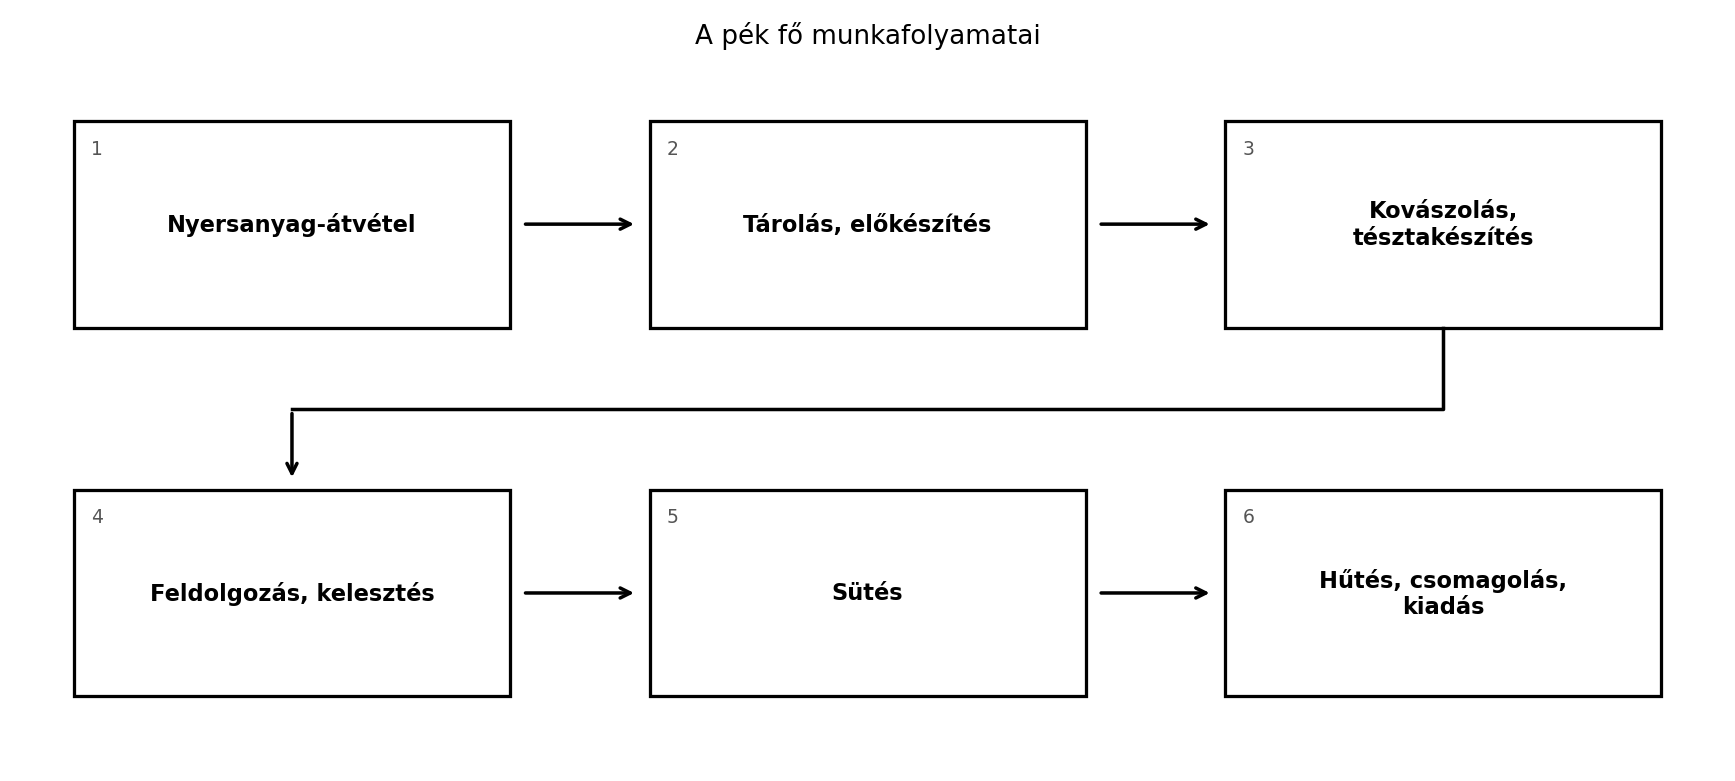 A pék fő munkafolyamatai
1
Nyersanyag-átvétel
2
Tárolás, előkészítés
3
Kovászolás,
tésztakészítés
4
Feldolgozás, kelesztés
5
Sütés
6
Hűtés, csomagolás,
kiadás